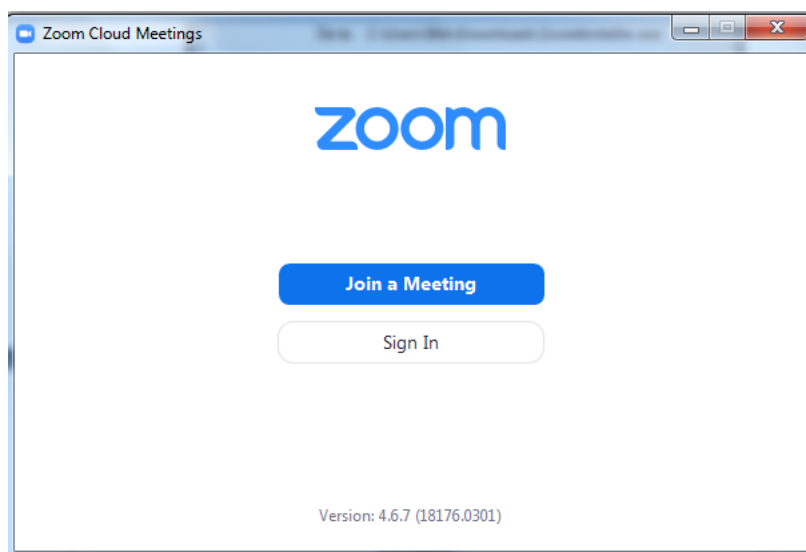 Zoom Cloud Meetings
zoom
Join a Meeting
Sign In
Version: 4.6.7 (18176.0301)